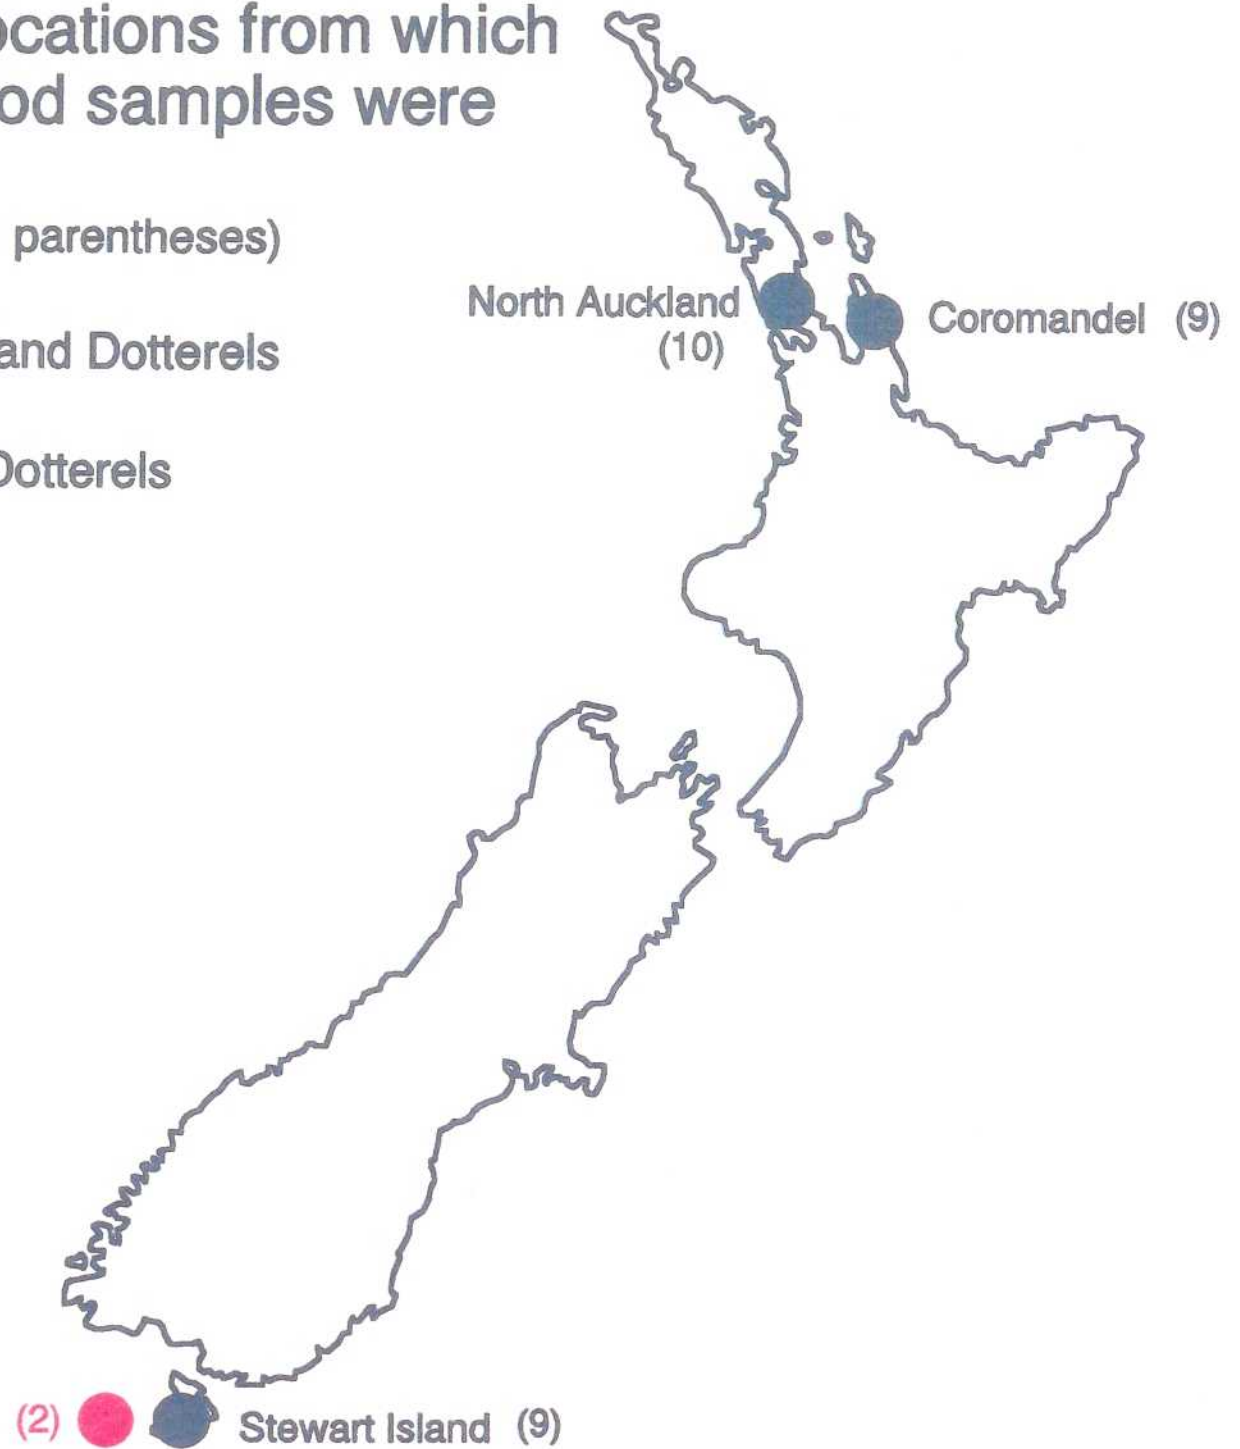 ocations from which
od samples were
parentheses)
and Dotterels
Dotterels
North Auckland
(10)
Coromandel (9)
(2)
Stewart Island (9)